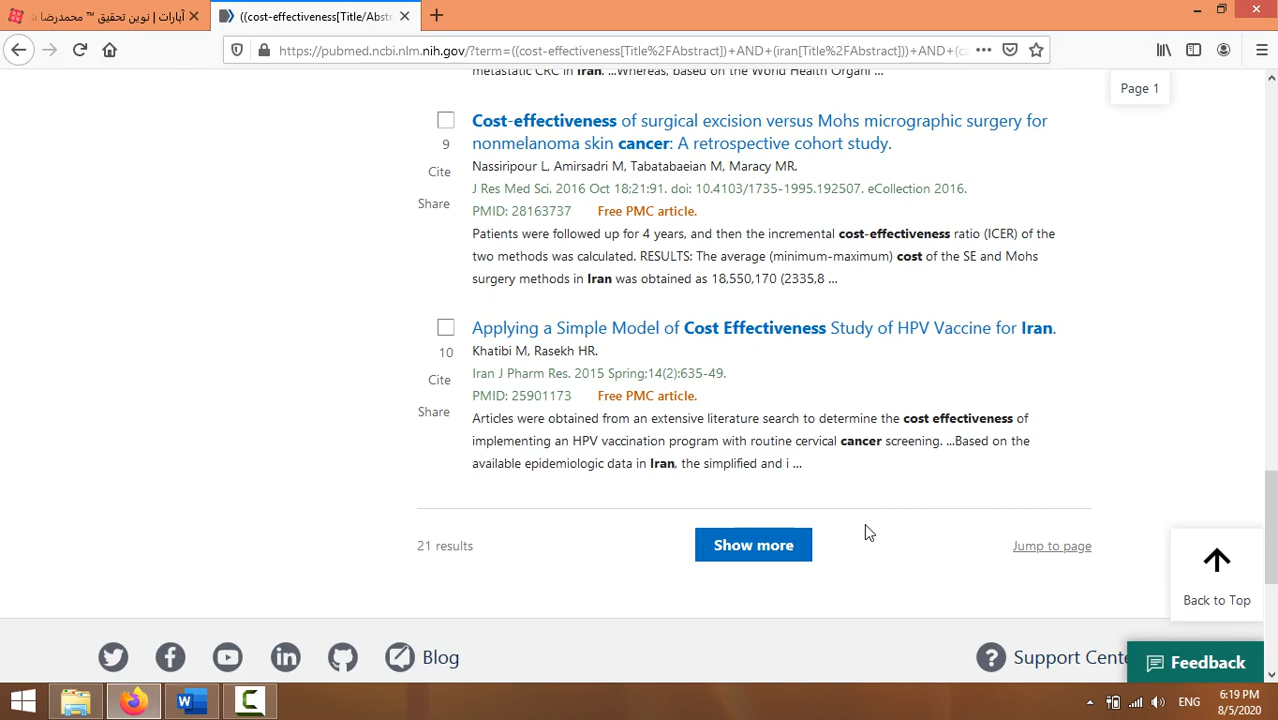 آپارات | نوین تحقیق ™ محمدرضا ش
((cost-effectiveness[Title/Abstr
https://pubmed.ncbi.nlm.nih.gov/?term=((cost-effectiveness[Title%2FAbstract])+AND+(iran[Title%2FAbstract]))+AND+(ca
metastatic CRC in Iran. ...Whereas, based on the World Health Organi ...
Page 1
Cost-effectiveness of surgical excision versus Mohs micrographic surgery for
9
nonmelanoma skin cancer: A retrospective cohort study.
Cite
Nassiripour L, Amirsadri M, Tabatabaeian M, Maracy MR.
J Res Med Sci. 2016 Oct 18;21:91. doi: 10.4103/1735-1995.192507. eCollection 2016.
Share
PMID: 28163737 Free PMC article.
Patients were followed up for 4 years, and then the incremental cost-effectiveness ratio (ICER) of the
two methods was calculated. RESULTS: The average (minimum-maximum) cost of the SE and Mohs
surgery methods in Iran was obtained as 18,550,170 (2335,8 ...
Applying a Simple Model of Cost Effectiveness Study of HPV Vaccine for Iran.
10
Khatibi M, Rasekh HR.
Cite
Iran J Pharm Res. 2015 Spring;14(2):635-49.
PMID: 25901173 Free PMC article.
Share
Articles were obtained from an extensive literature search to determine the cost effectiveness of
implementing an HPV vaccination program with routine cervical cancer screening. ...Based on the
available epidemiologic data in Iran, the simplified and i ...
21 results
Show more
Jump to page
Back to Top
Blog
Support Cente
Feedback
ENG
6:19 PM
8/5/2020